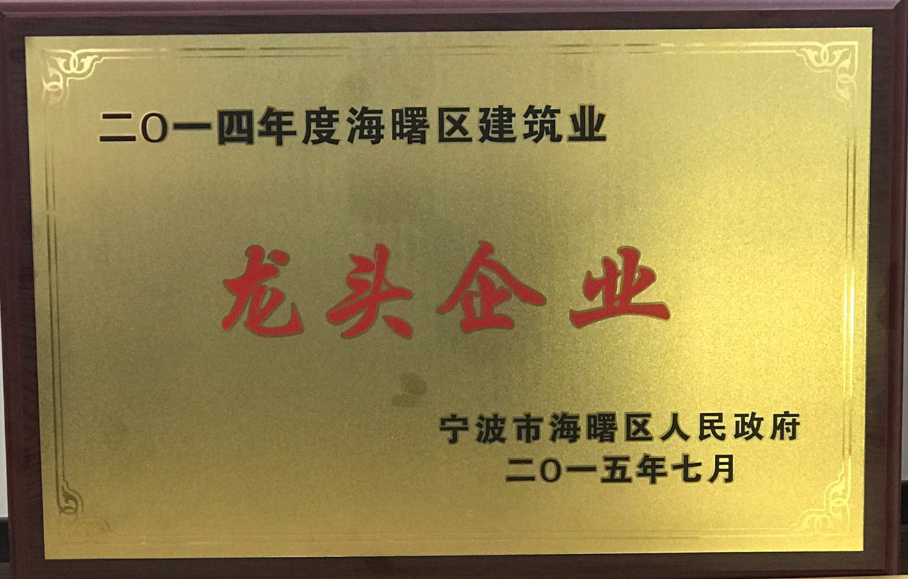 二〇一四年度海曙区建筑业
龙头企业
宁波市海曙区人民政府
二〇一五年七月